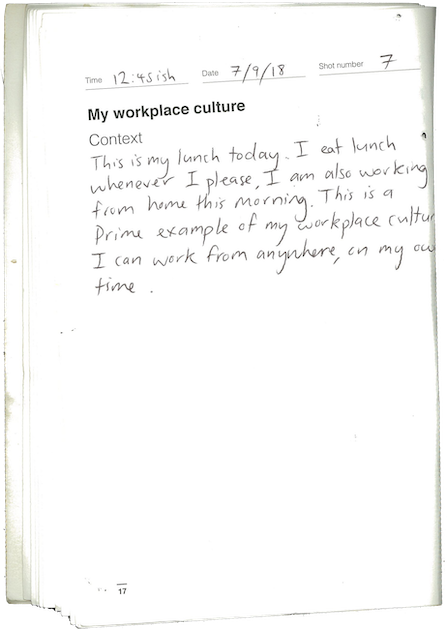 Time 12:45ish Date 7/9/18 Shot number 7
My workplace culture
Context
This is my lunch today. I eat lunch
whenever I please, I am also working
from home this morning. This is a
Prime example of my workplace cultur
I can work from anywhere, on my ow
time.
17